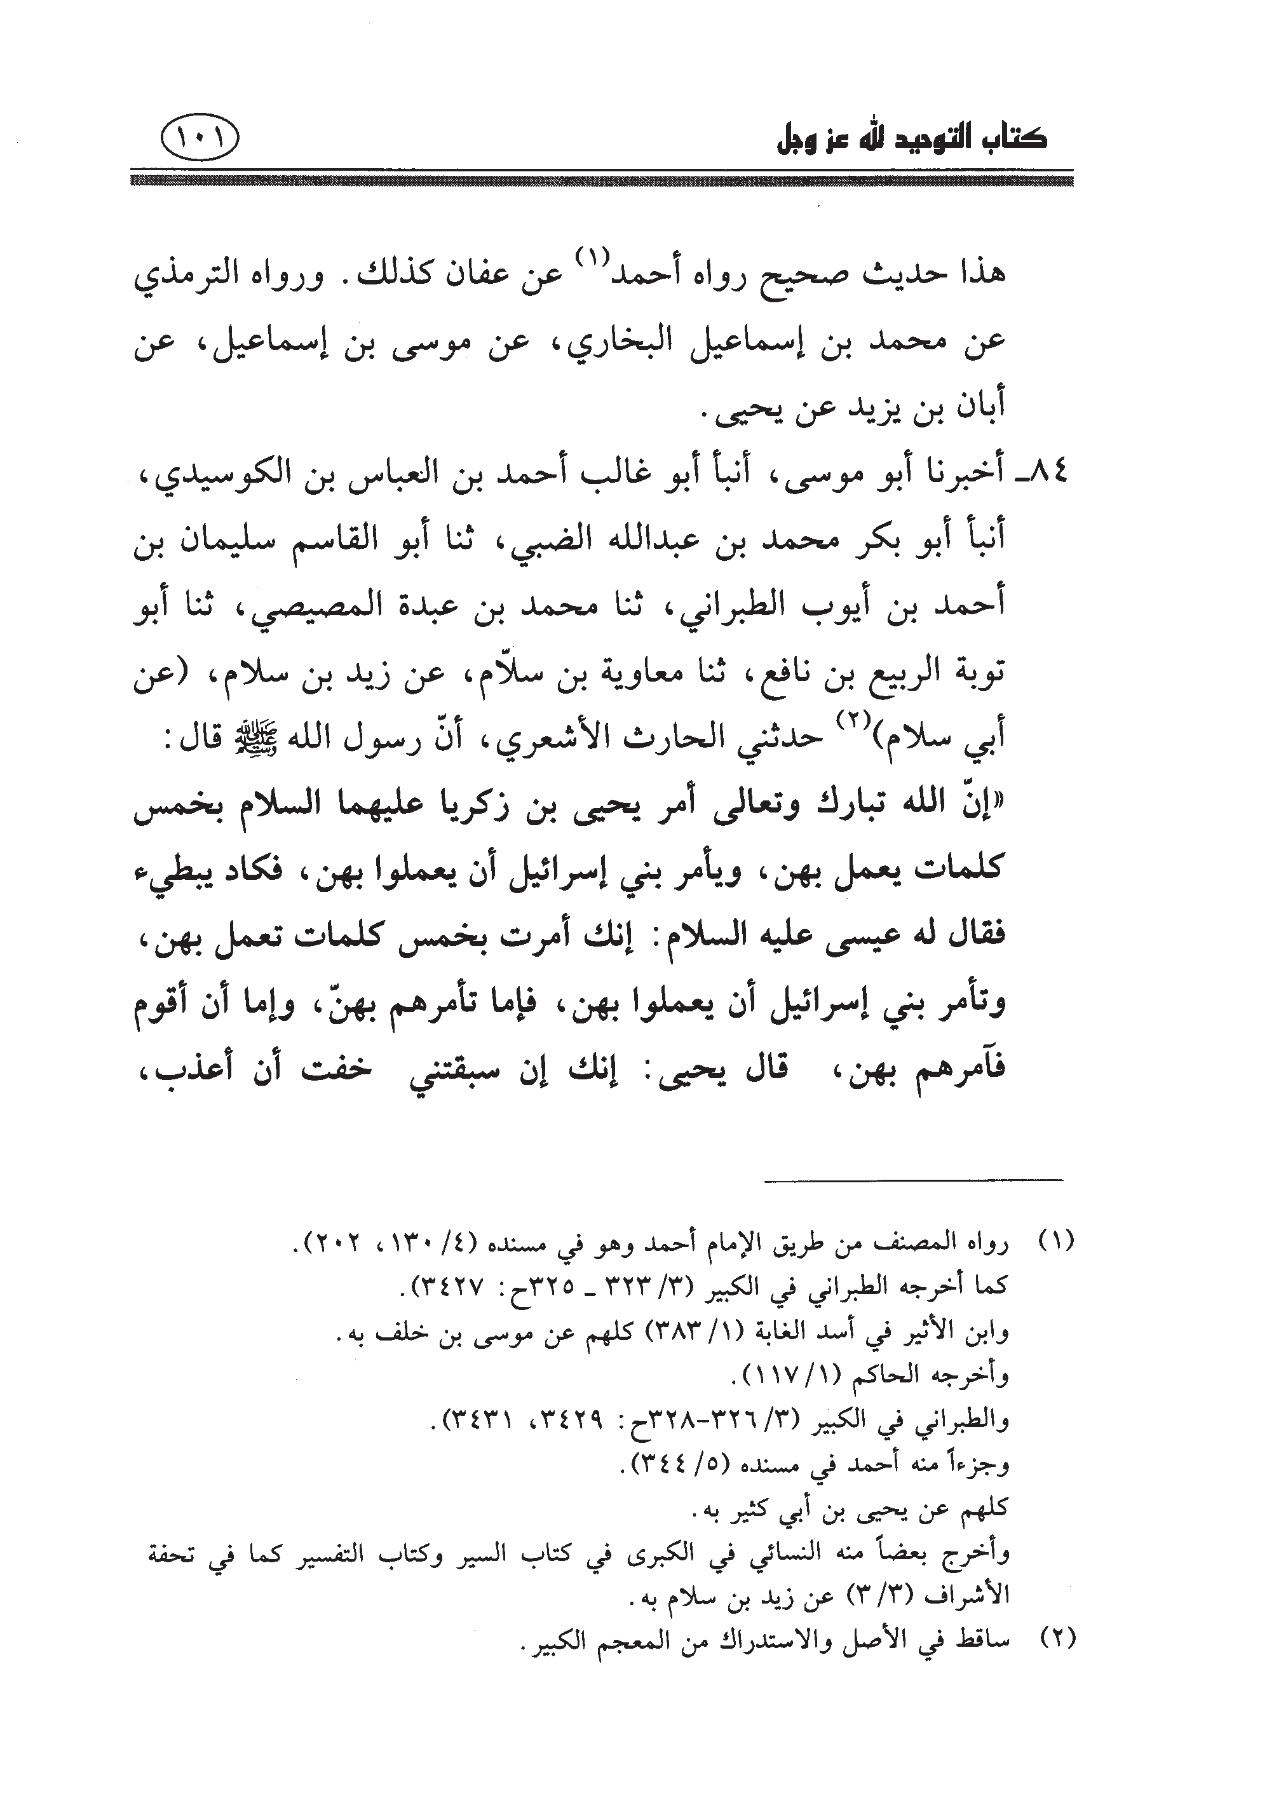 كتاب التوحيد لله عز وجل
١٠١
هذا حديث صحيح رواه أحمد(١) عن عفان كذلك. ورواه الترمذي
عن محمد بن إسماعيل البخاري، عن موسى بن إسماعيل، عن
أبان بن يزيد عن يحيى.
٨٤ـ أخبرنا أبو موسى، أنبأ أبو غالب أحمد بن العباس بن الكوسيدي،
أنبأ أبو بكر محمد بن عبدالله الضبي، ثنا أبو القاسم سليمان بن
أحمد بن أيوب الطبراني، ثنا محمد بن عبدة المصيصي، ثنا أبو
توبة الربيع بن نافع، ثنا معاوية بن سلاّم، عن زيد بن سلام، (عن
أبي سلام)(٢) حدثني الحارث الأشعري، أنّ رسول الله ﷺ قال:
«إنّ الله تبارك وتعالى أمر يحيى بن زكريا عليهما السلام بخمس
كلمات يعمل بهن، ويأمر بني إسرائيل أن يعملوا بهن، فكاد يبطيء
فقال له عيسى عليه السلام: إنك أمرت بخمس كلمات تعمل بهن،
وتأمر بني إسرائيل أن يعملوا بهن، فإما تأمرهم بهنّ، وإما أن أقوم
فآمرهم بهن، قال يحيى: إنك إن سبقتني خفت أن أعذب،
(١) رواه المصنف من طريق الإمام أحمد وهو في مسنده (٤/ ١٣٠، ٢٠٢).
كما أخرجه الطبراني في الكبير (٣/ ٣٢٣ ـ ٣٢٥ح: ٣٤٢٧).
وابن الأثير في أسد الغابة (١/ ٣٨٣) كلهم عن موسى بن خلف به.
وأخرجه الحاكم (١/ ١١٧).
والطبراني في الكبير (٣/ ٣٢٦-٣٢٨ح: ٣٤٢٩، ٣٤٣١).
وجزءاً منه أحمد في مسنده (٥/ ٣٤٤).
كلهم عن يحيى بن أبي كثير به.
وأخرج بعضاً منه النسائي في الكبرى في كتاب السير وكتاب التفسير كما في تحفة
الأشراف (٣/٣) عن زيد بن سلام به.
(٢) ساقط في الأصل والاستدراك من المعجم الكبير.